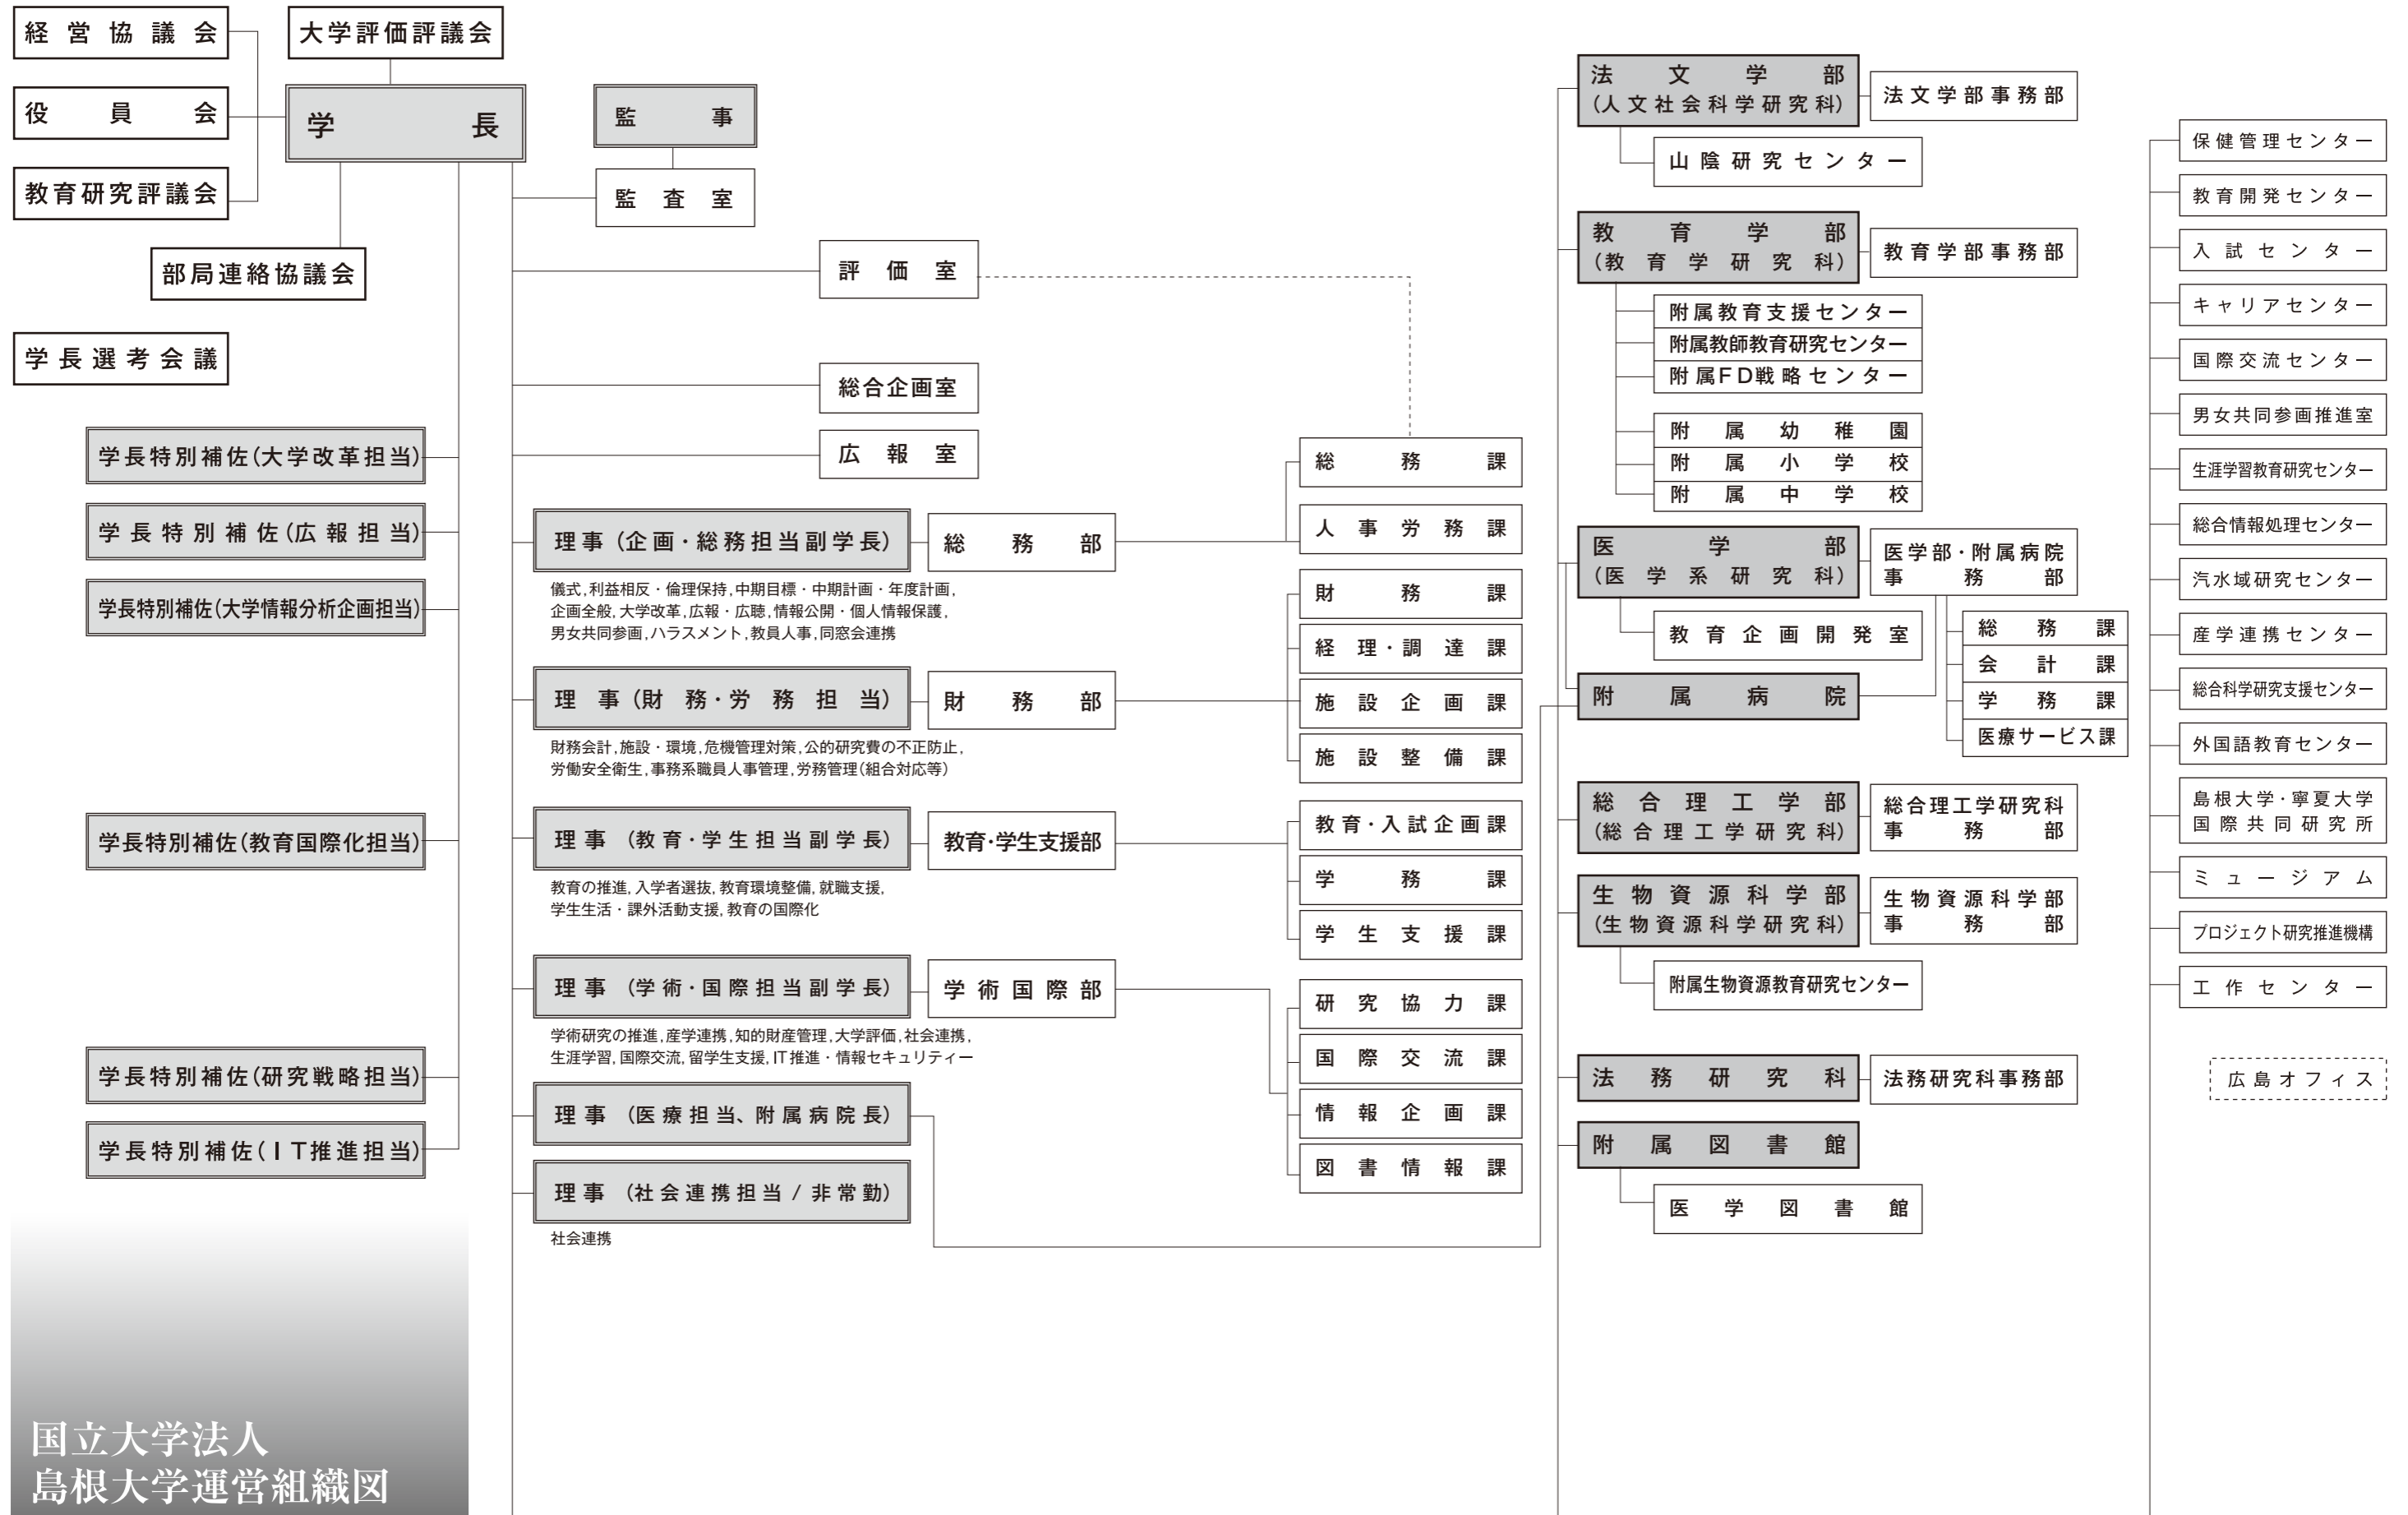 経営協議会
大学評価評議会
役員会
学長
監事
教育研究評議会
監査室
部局連絡協議会
評価室
学長選考会議
総合企画室
広報室
学長特別補佐(大学改革担当)
学長特別補佐(広報担当)
学長特別補佐(大学情報分析企画担当)
学長特別補佐(教育国際化担当)
学長特別補佐(研究戦略担当)
学長特別補佐(IT推進担当)
理事(企画・総務担当副学長)
総務部
儀式,利益相反・倫理保持,中期目標・中期計画・年度計画,
企画全般,大学改革,広報・広聴,情報公開・個人情報保護,
男女共同参画,ハラスメント,教員人事,同窓会連携
総務課
人事労務課
理事(財務・労務担当)
財務部
財務会計,施設・環境,危機管理対策,公的研究費の不正防止,
労働安全衛生,事務系職員人事管理,労務管理(組合対応等)
財務課
経理・調達課
施設企画課
施設整備課
理事(教育・学生担当副学長)
教育・学生支援部
教育の推進,入学者選抜,教育環境整備,就職支援,
学生生活・課外活動支援,教育の国際化
教育・入試企画課
学務課
学生支援課
理事(学術・国際担当副学長)
学術国際部
学術研究の推進,産学連携,知的財産管理,大学評価,社会連携,
生涯学習,国際交流,留学生支援,IT推進・情報セキュリティー
研究協力課
国際交流課
情報企画課
図書情報課
理事(医療担当、附属病院長)
理事(社会連携担当/非常勤)
社会連携
法文学部
(人文社会科学研究科)
法文学部事務部
山陰研究センター
教育学部
(教育学研究科)
教育学部事務部
附属教育支援センター
附属教師教育研究センター
附属FD戦略センター
附属幼稚園
附属小学校
附属中学校
医学部
(医学系研究科)
医学部・附属病院
事務部
教育企画開発室
総務課
会計課
学務課
医療サービス課
附属病院
総合理工学部
(総合理工学研究科)
総合理工学研究科
事務部
生物資源科学部
(生物資源科学研究科)
生物資源科学部
事務部
附属生物資源教育研究センター
法務研究科
法務研究科事務部
附属図書館
医学図書館
保健管理センター
教育開発センター
入試センター
キャリアセンター
国際交流センター
男女共同参画推進室
生涯学習教育研究センター
総合情報処理センター
汽水域研究センター
産学連携センター
総合科学研究支援センター
外国語教育センター
島根大学・寧夏大学
国際共同研究所
ミュージアム
プロジェクト研究推進機構
工作センター
広島オフィス
国立大学法人
島根大学運営組織図